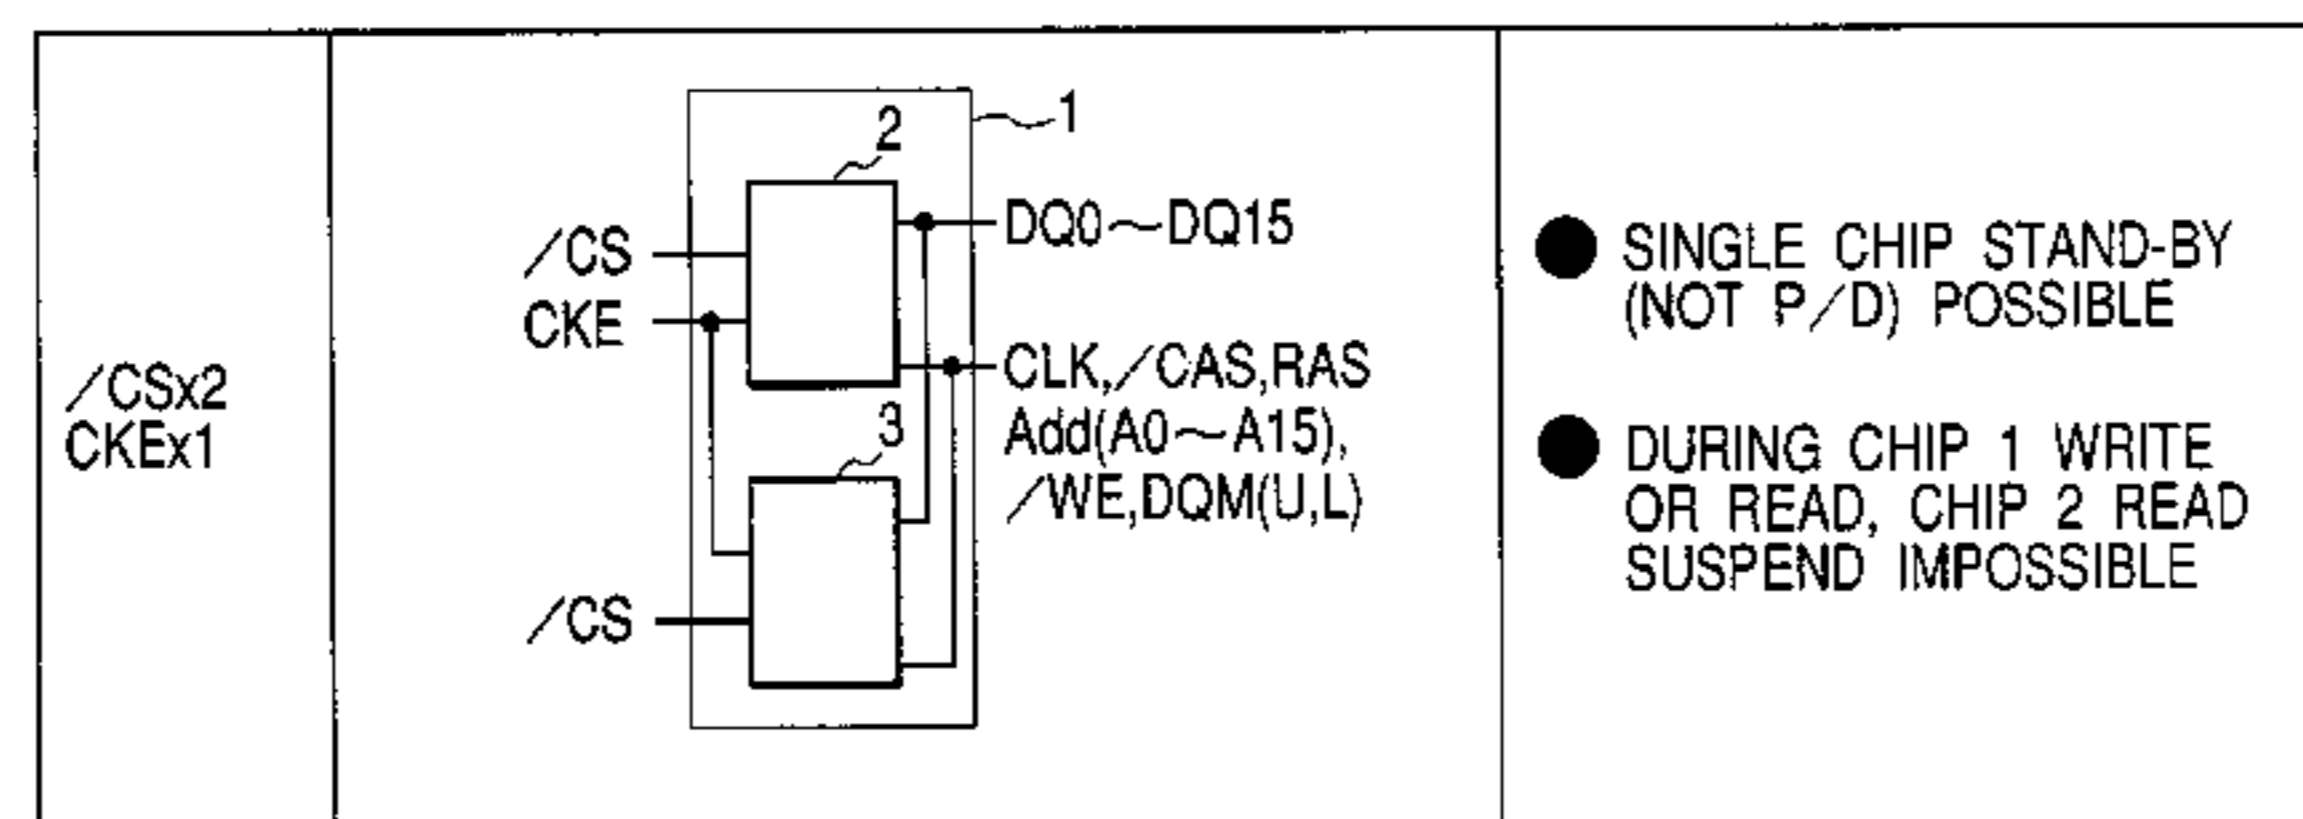 /CSx2
CKEx1
1
2
/CS
CKE
DQ0~DQ15
CLK,/CAS,RAS
Add(A0~A15),
/WE,DQM(U,L)
3
/CS
● SINGLE CHIP STAND-BY
(NOT P/D) POSSIBLE
● DURING CHIP 1 WRITE
OR READ, CHIP 2 READ
SUSPEND IMPOSSIBLE